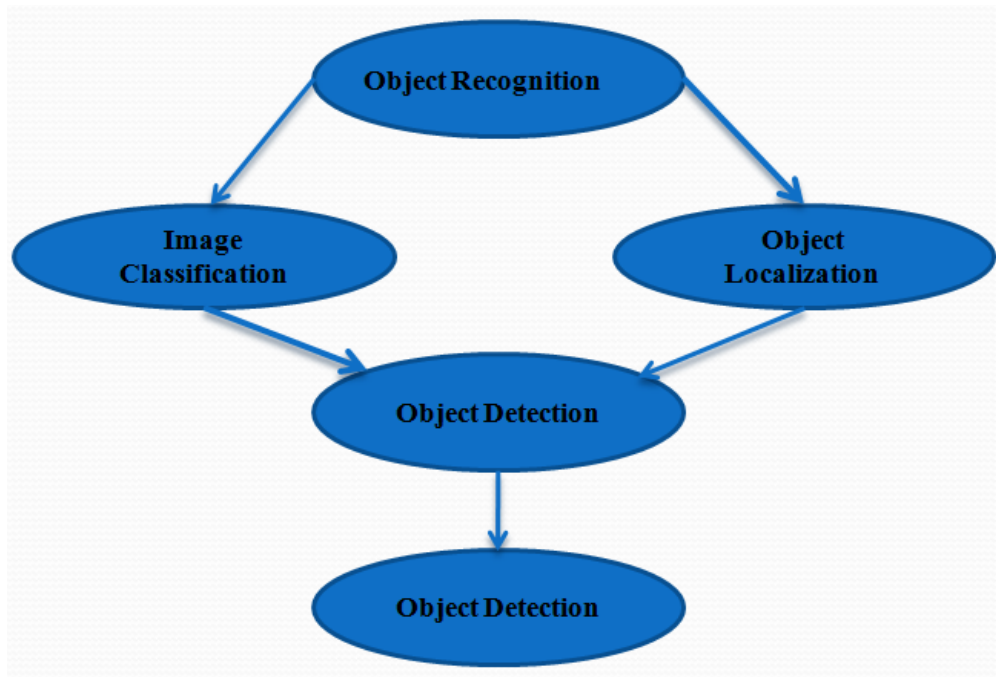 Object Recognition
Image
Classification
Object
Localization
Object Detection
Object Detection